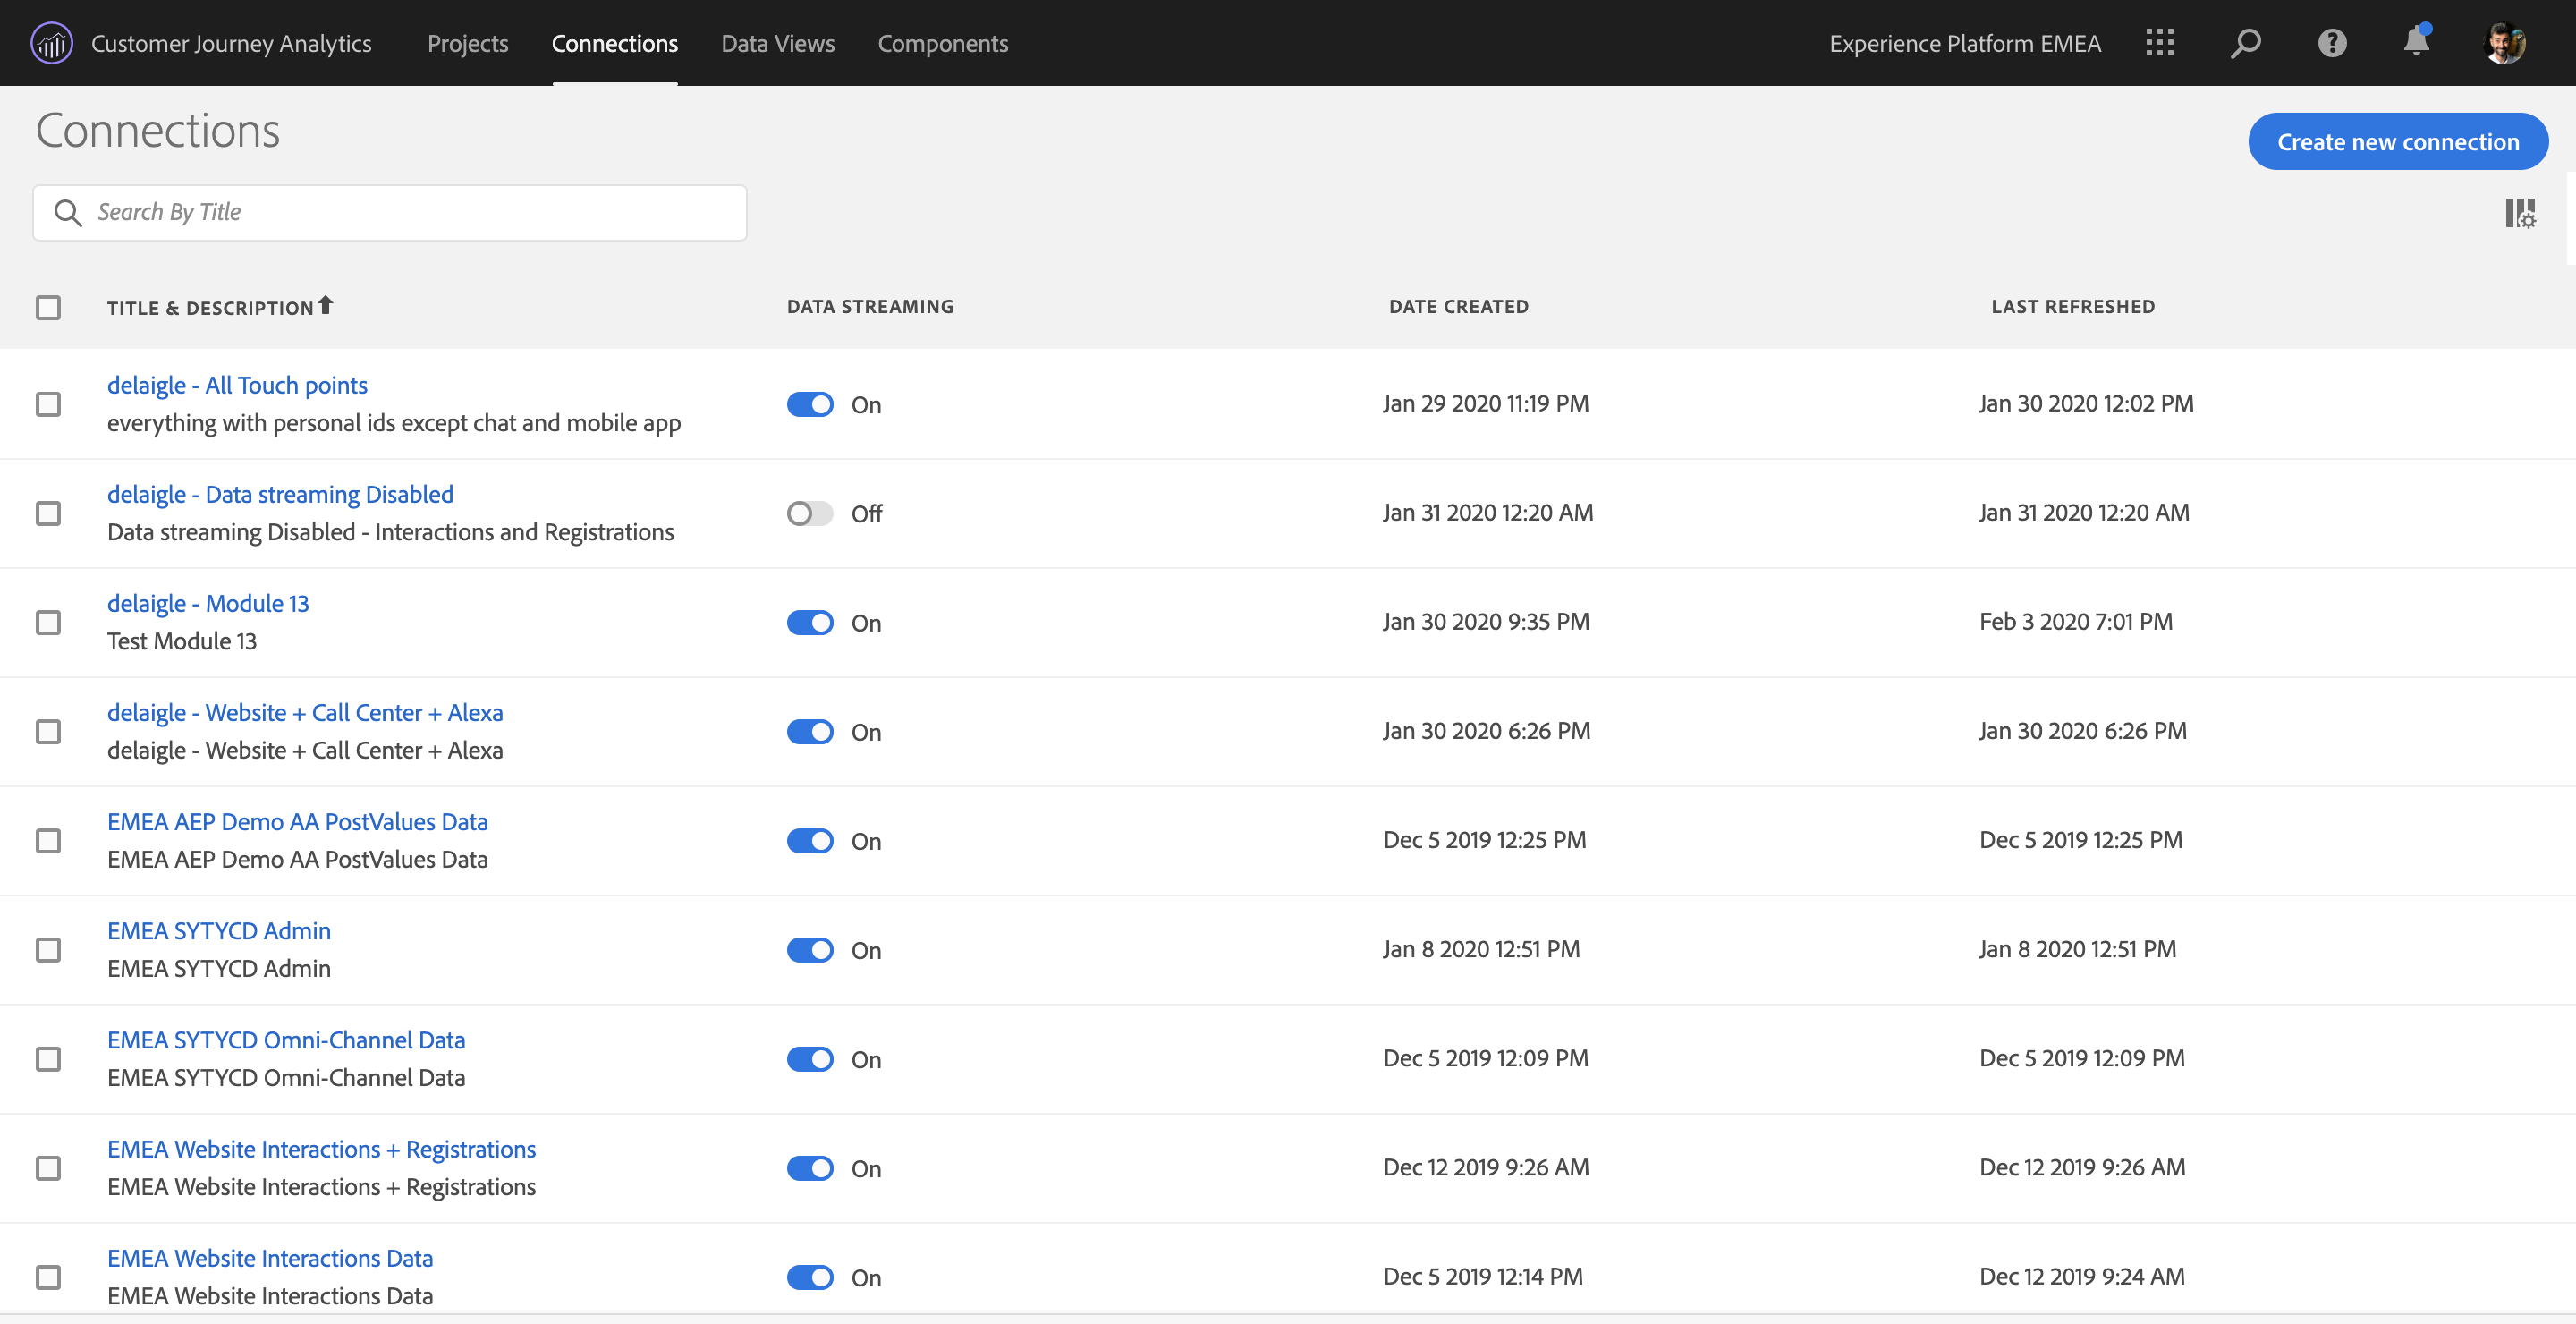 Customer Journey Analytics Projects Connections Data Views Components Experience Platform EMEA
Connections
Create new connection
Search By Title
TITLE & DESCRIPTION DATA STREAMING DATE CREATED LAST REFRESHED
delaigle - All Touch points
everything with personal ids except chat and mobile app
On Jan 29 2020 11:19 PM Jan 30 2020 12:02 PM
delaigle - Data streaming Disabled
Data streaming Disabled - Interactions and Registrations
Off Jan 31 2020 12:20 AM Jan 31 2020 12:20 AM
delaigle - Module 13
Test Module 13
On Jan 30 2020 9:35 PM Feb 3 2020 7:01 PM
delaigle - Website + Call Center + Alexa
delaigle - Website + Call Center + Alexa
On Jan 30 2020 6:26 PM Jan 30 2020 6:26 PM
EMEA AEP Demo AA PostValues Data
EMEA AEP Demo AA PostValues Data
On Dec 5 2019 12:25 PM Dec 5 2019 12:25 PM
EMEA SYTYCD Admin
EMEA SYTYCD Admin
On Jan 8 2020 12:51 PM Jan 8 2020 12:51 PM
EMEA SYTYCD Omni-Channel Data
EMEA SYTYCD Omni-Channel Data
On Dec 5 2019 12:09 PM Dec 5 2019 12:09 PM
EMEA Website Interactions + Registrations
EMEA Website Interactions + Registrations
On Dec 12 2019 9:26 AM Dec 12 2019 9:26 AM
EMEA Website Interactions Data
EMEA Website Interactions Data
On Dec 5 2019 12:14 PM Dec 12 2019 9:24 AM